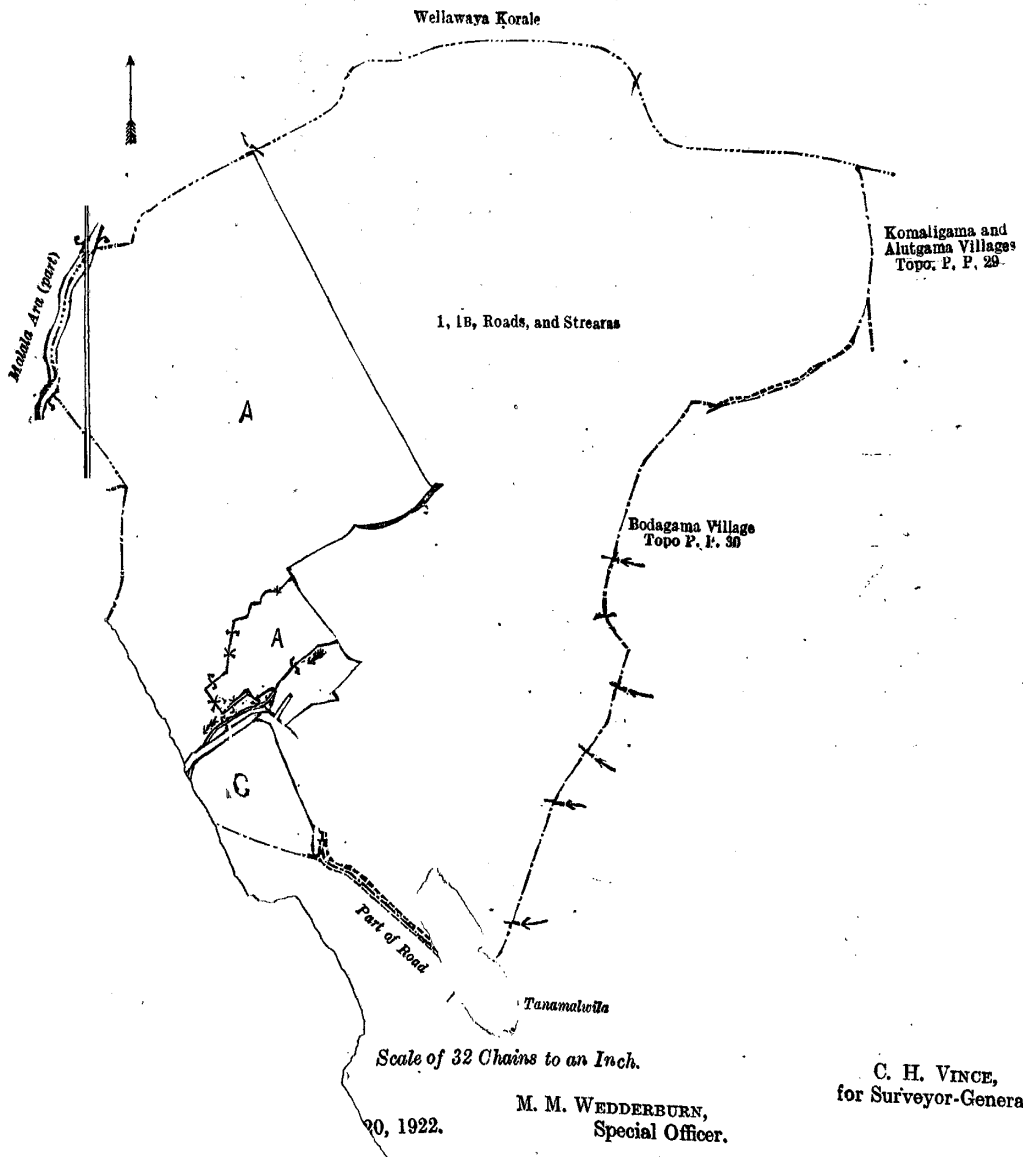 Wellawaya Korale
Komaligama and
Alutgama Villages
Topo. P. P. 29
Malala Ara (part)
1, 1B, Roads, and Streams
A
Bodagama Village
Topo P. P. 30
A
C
Part of Road
Tanamalwila
Scale of 32 Chains to an Inch.
C. H. VINCE,
for Surveyor-Genera
M. M. WEDDERBURN,
Special Officer.
20, 1922.